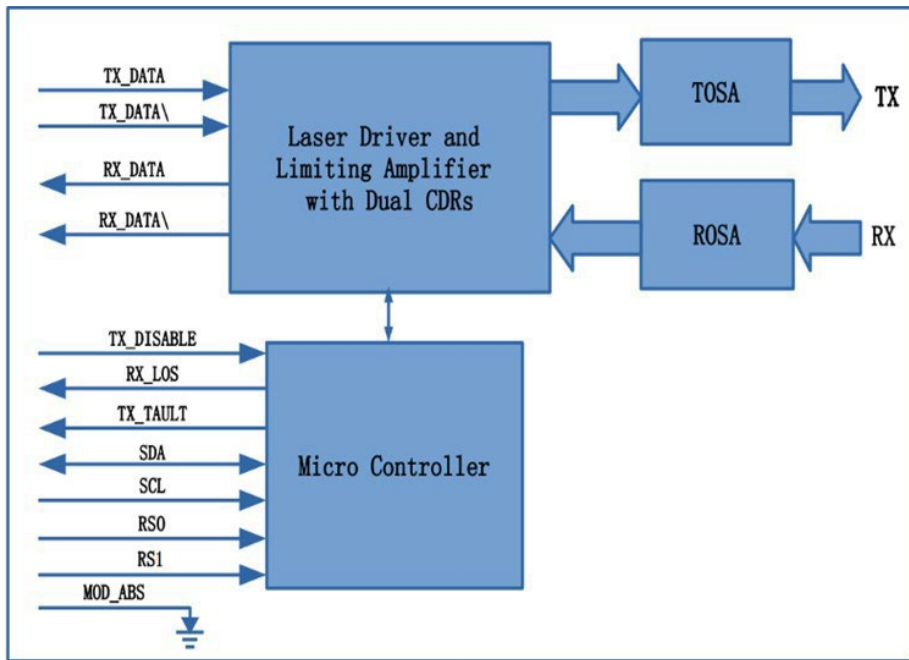 TX_DATA
TX_DATA\
RX_DATA
RX_DATA\
Laser Driver and
Limiting Amplifier
with Dual CDRs
TOSA
TX
ROSA
RX
TX_DISABLE
RX_LOS
TX_TAULT
SDA
SCL
RS0
RS1
MOD_ABS
Micro Controller